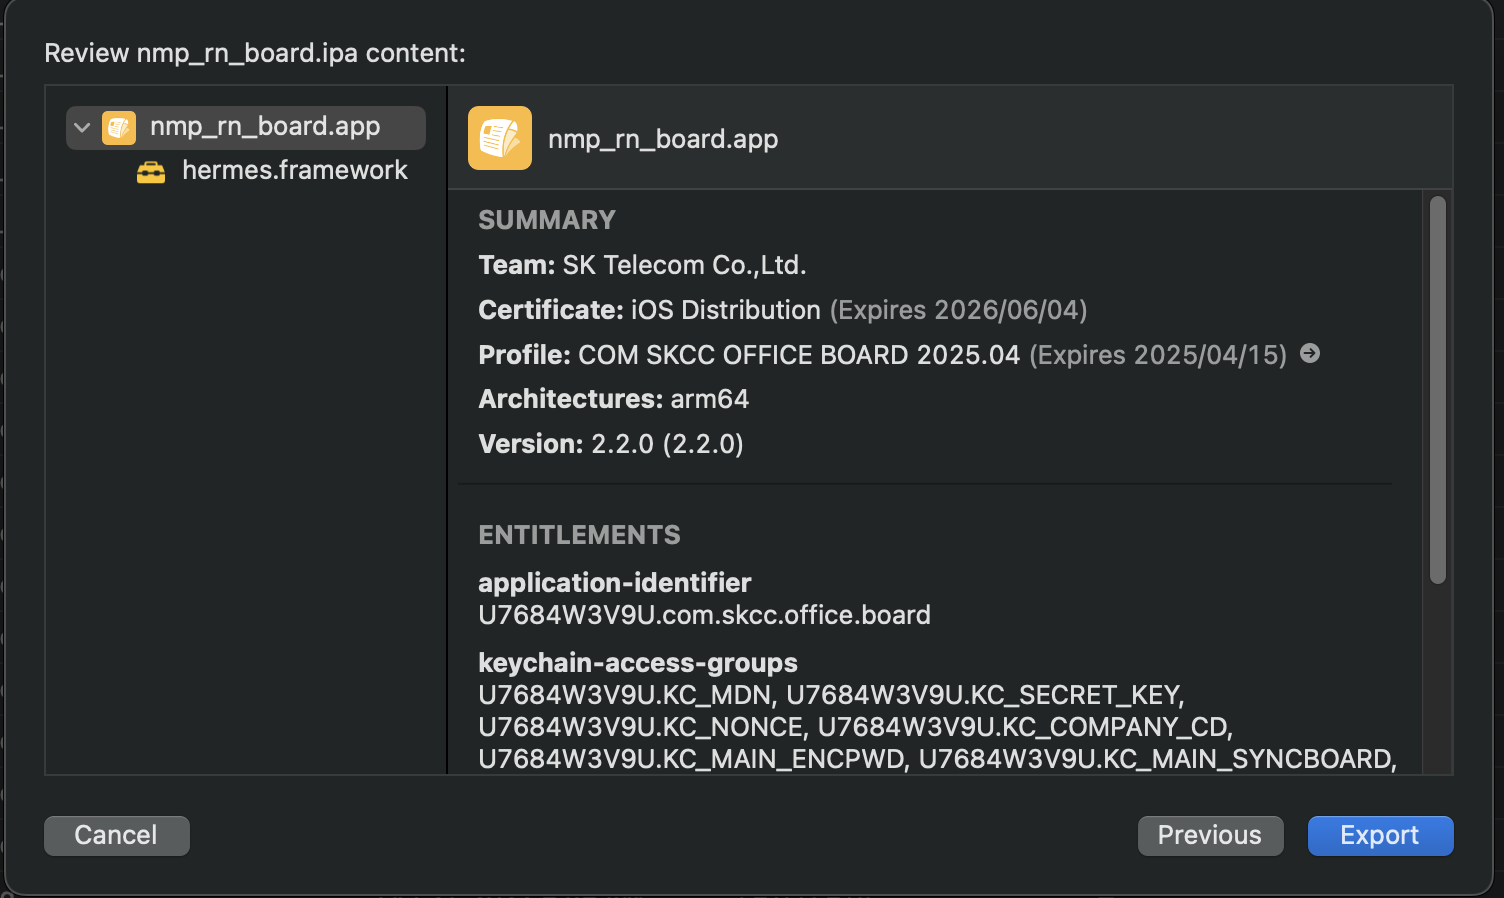 Review nmp_rn_board.ipa content:
nmp_rn_board.app
hermes.framework
nmp_rn_board.app
SUMMARY
Team: SK Telecom Co.,Ltd.
Certificate: iOS Distribution (Expires 2026/06/04)
Profile: COM SKCC OFFICE BOARD 2025.04 (Expires 2025/04/15)
Architectures: arm64
Version: 2.2.0 (2.2.0)
ENTITLEMENTS
application-identifier
U7684W3V9U.com.skcc.office.board
keychain-access-groups
U7684W3V9U.KC_MDN, U7684W3V9U.KC_SECRET_KEY,
U7684W3V9U.KC_NONCE, U7684W3V9U.KC_COMPANY_CD,
U7684W3V9U.KC_MAIN_ENCPWD, U7684W3V9U.KC_MAIN_SYNCBOARD,
Cancel
Previous
Export